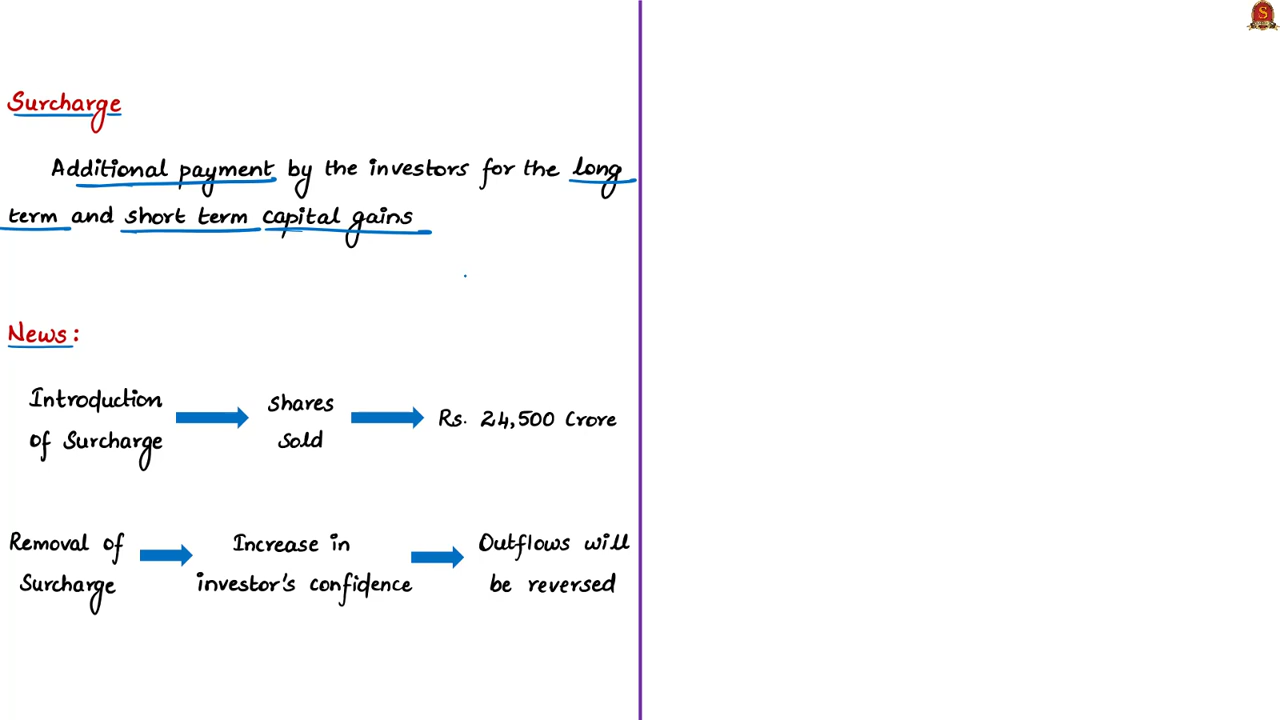 Surcharge
Additional payment by the investors for the long
term and short term capital gains
News:
Introduction
of Surcharge
shares
sold
Rs. 24,500 Crore
Removal of
Surcharge
Increase in
investor's confidence
Outflows will
be reversed
S